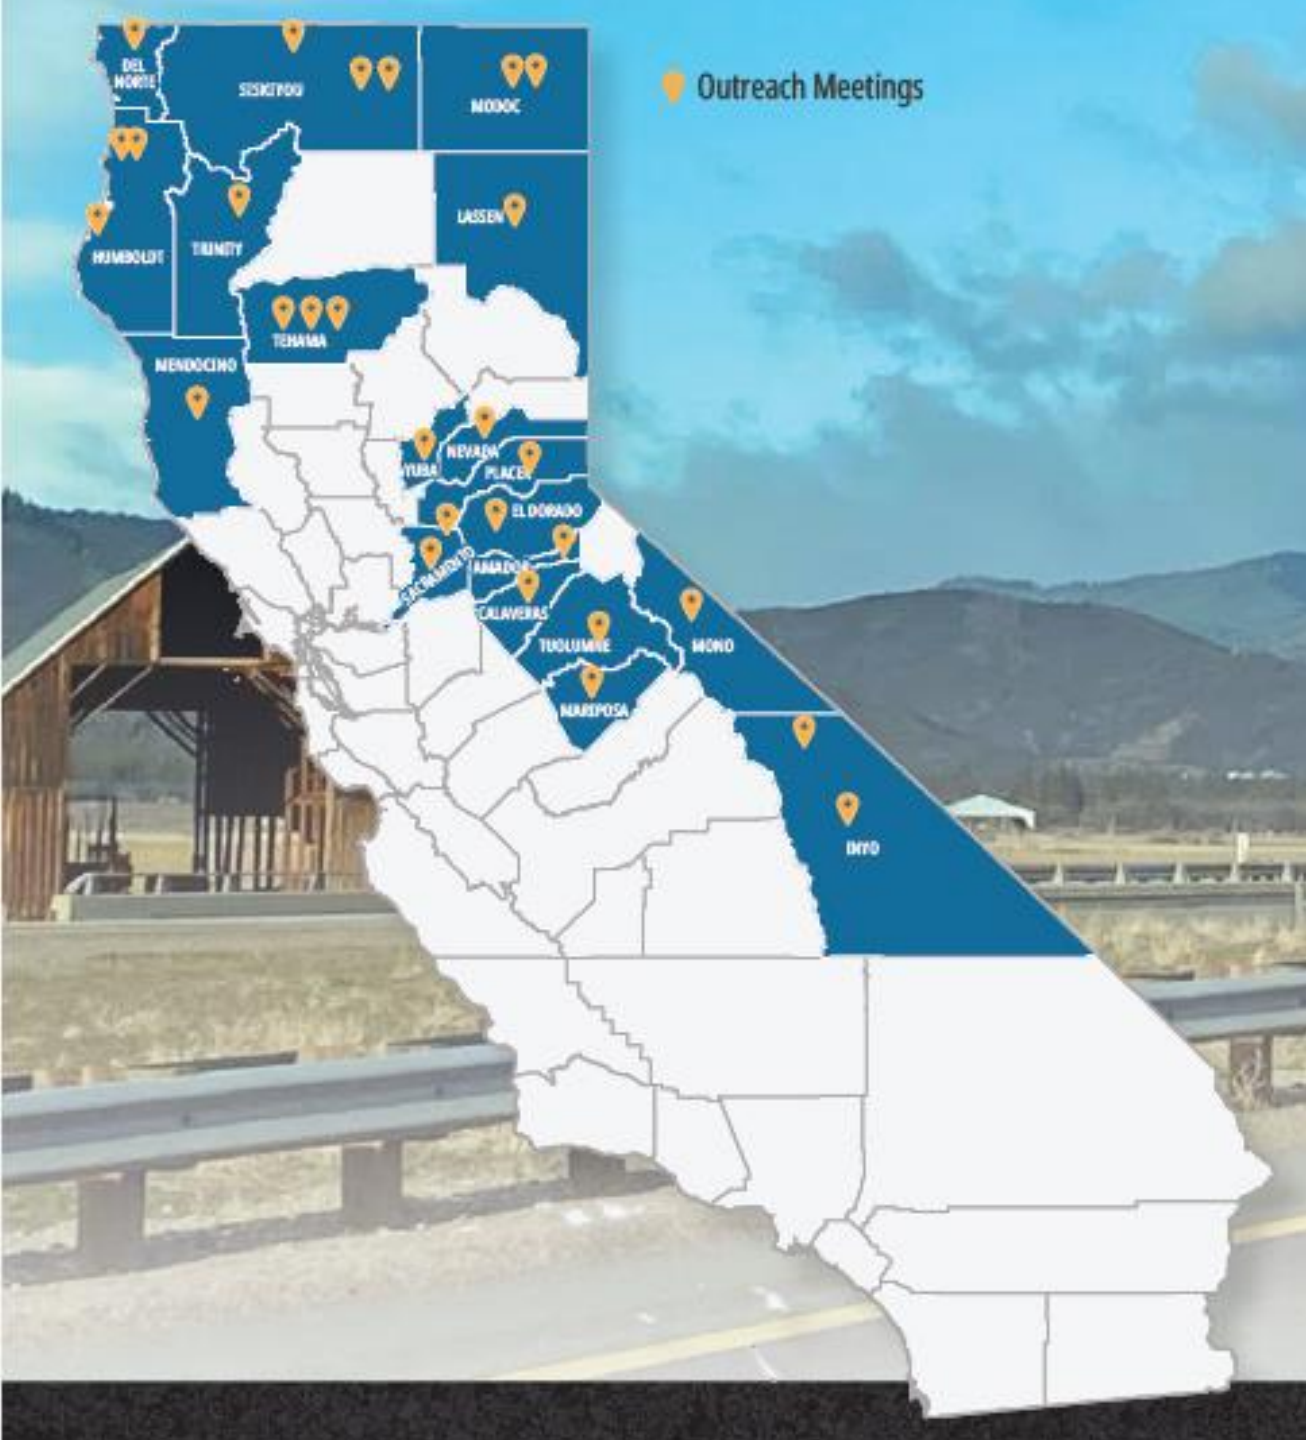 Outreach Meetings
DEL
NORTE
SISKIYOU
MODOC
LASSEN
HUMBOLDT
TRINITY
TEHAMA
MENDOCINO
YUBA
NEVADA
PLACER
EL DORADO
SACRAMENTO
AMADOR
CALAVERAS
TUOLUMNE
MONO
MARIPOSA
INYO